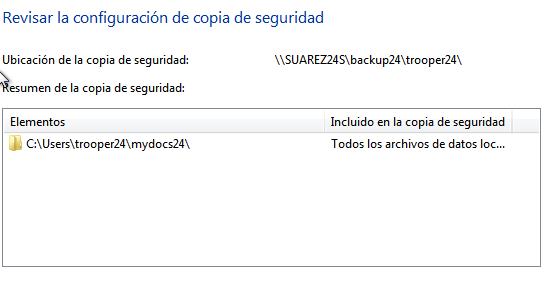 Revisar la configuración de copia de seguridad
Ubicación de la copia de seguridad: \\SUAREZ24S\backup24\trooper24\
Resumen de la copia de seguridad:
Elementos Incluido en la copia de seguridad
C:\Users\trooper24\mydocs24\ Todos los archivos de datos loc...